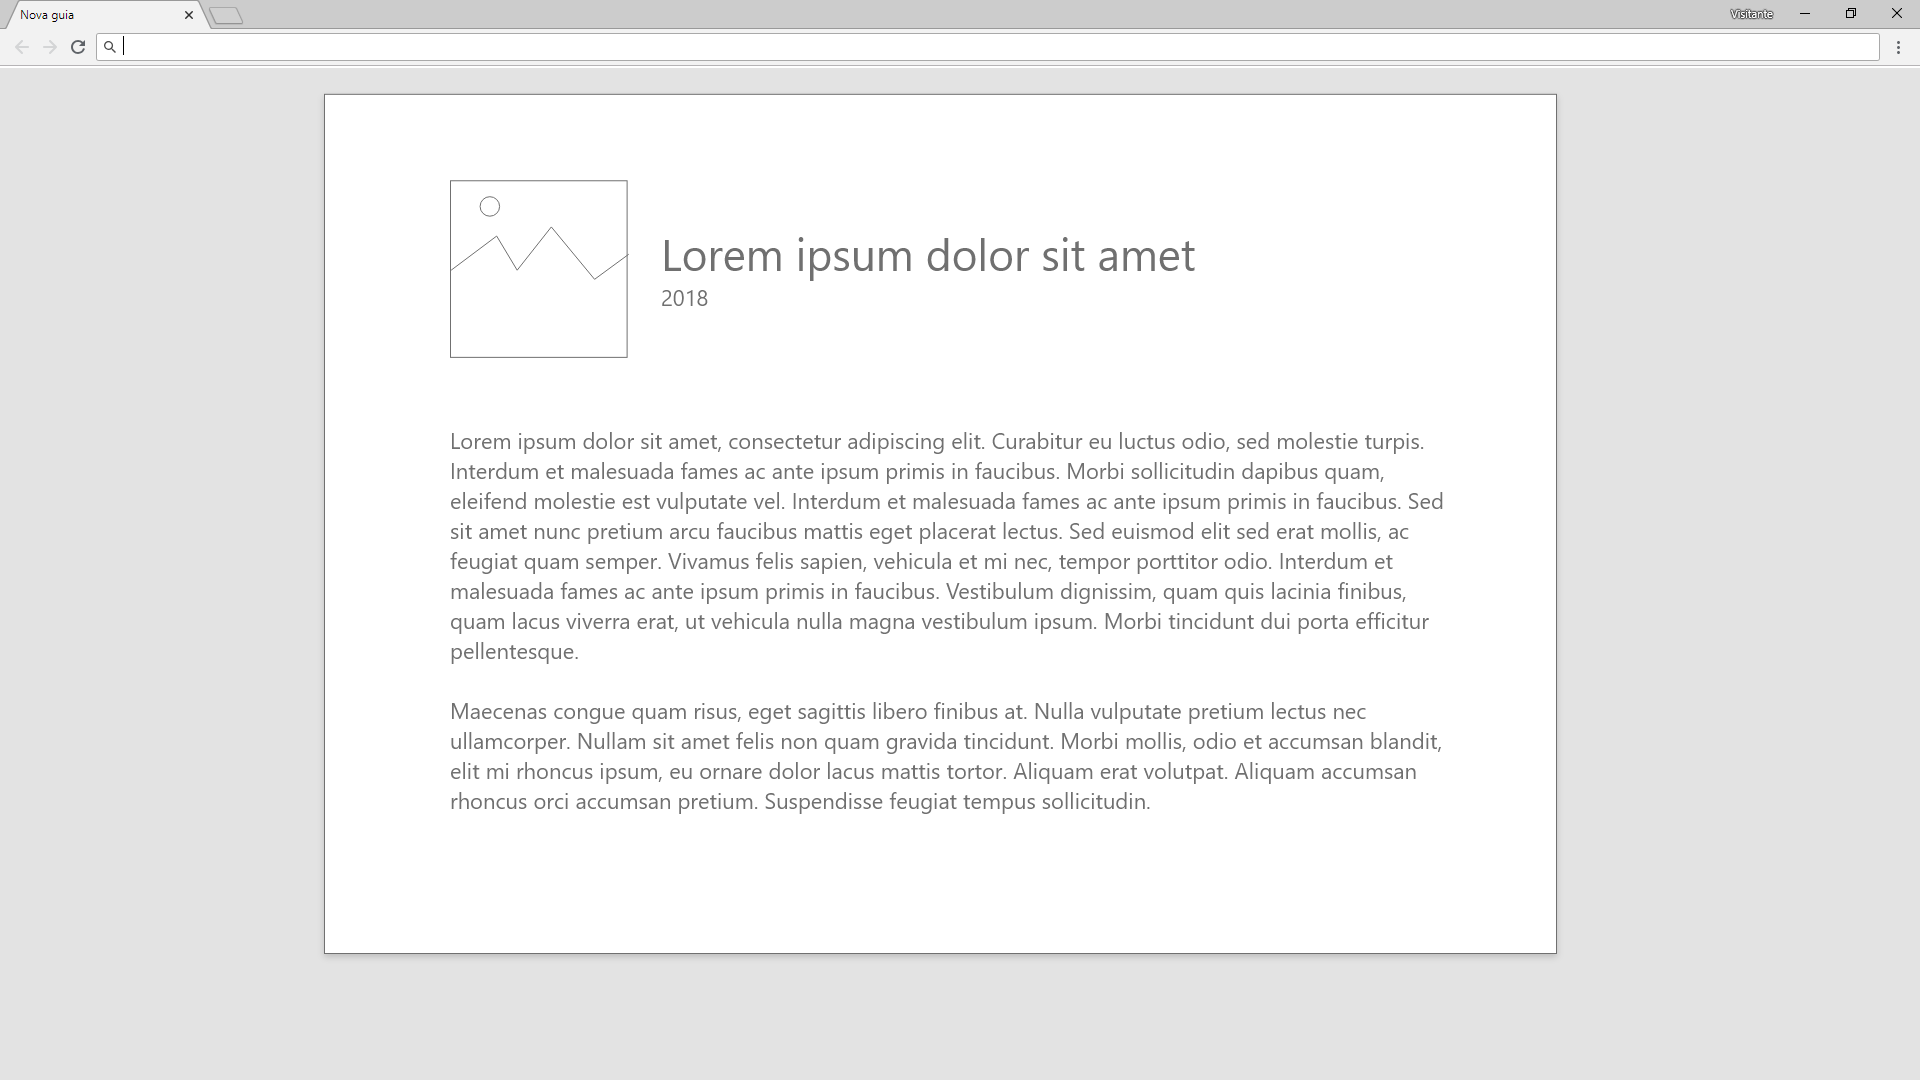 Nova guia
Visitante
Lorem ipsum dolor sit amet
2018
Lorem ipsum dolor sit amet, consectetur adipiscing elit. Curabitur eu luctus odio, sed molestie turpis.
Interdum et malesuada fames ac ante ipsum primis in faucibus. Morbi sollicitudin dapibus quam,
eleifend molestie est vulputate vel. Interdum et malesuada fames ac ante ipsum primis in faucibus. Sed
sit amet nunc pretium arcu faucibus mattis eget placerat lectus. Sed euismod elit sed erat mollis, ac
feugiat quam semper. Vivamus felis sapien, vehicula et mi nec, tempor porttitor odio. Interdum et
malesuada fames ac ante ipsum primis in faucibus. Vestibulum dignissim, quam quis lacinia finibus,
quam lacus viverra erat, ut vehicula nulla magna vestibulum ipsum. Morbi tincidunt dui porta efficitur
pellentesque.
Maecenas congue quam risus, eget sagittis libero finibus at. Nulla vulputate pretium lectus nec
ullamcorper. Nullam sit amet felis non quam gravida tincidunt. Morbi mollis, odio et accumsan blandit,
elit mi rhoncus ipsum, eu ornare dolor lacus mattis tortor. Aliquam erat volutpat. Aliquam accumsan
rhoncus orci accumsan pretium. Suspendisse feugiat tempus sollicitudin.